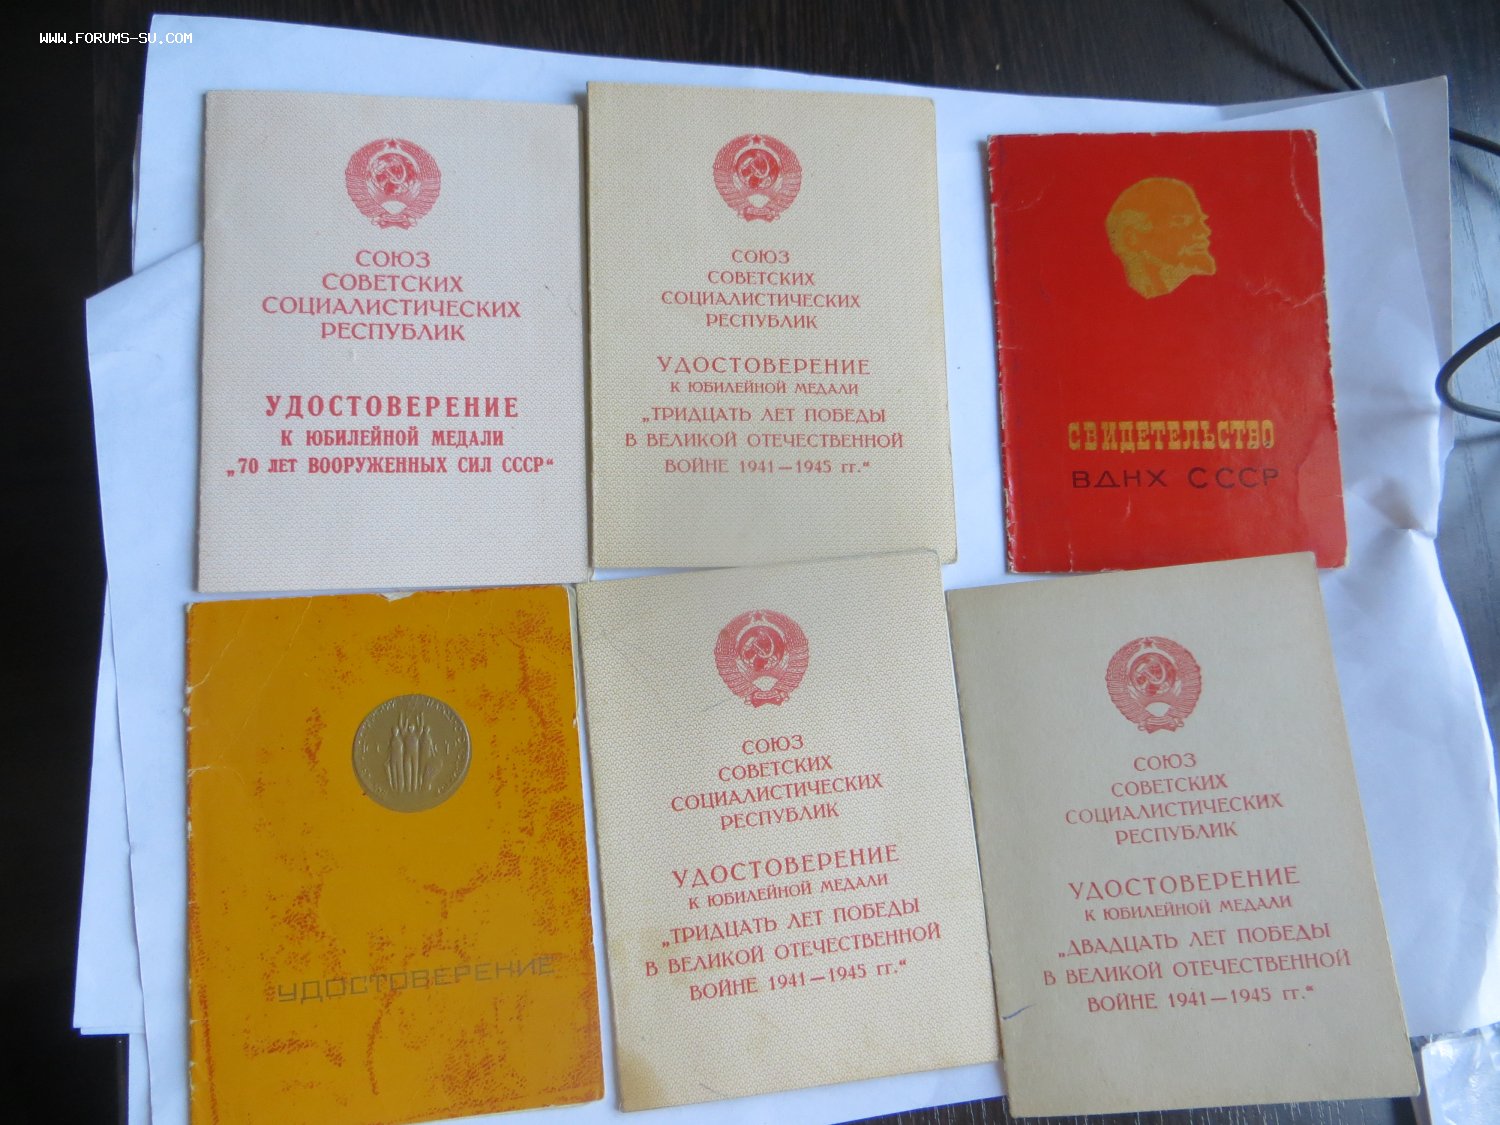 WWW.FORUMS-SU.COM
СОЮЗ
СОВЕТСКИХ
СОЦИАЛИСТИЧЕСКИХ
РЕСПУБЛИК
УДОСТОВЕРЕНИЕ
К ЮБИЛЕЙНОЙ МЕДАЛИ
„70 ЛЕТ ВООРУЖЕННЫХ СИЛ СССР“
СОЮЗ
СОВЕТСКИХ
СОЦИАЛИСТИЧЕСКИХ
РЕСПУБЛИК
УДОСТОВЕРЕНИЕ
К ЮБИЛЕЙНОЙ МЕДАЛИ
„ТРИДЦАТЬ ЛЕТ ПОБЕДЫ
В ВЕЛИКОЙ ОТЕЧЕСТВЕННОЙ
ВОЙНЕ 1941—1945 гг.“
СВИДЕТЕЛЬСТВО
ВДНХ СССР
УДОСТОВЕРЕНИЕ
СОЮЗ
СОВЕТСКИХ
СОЦИАЛИСТИЧЕСКИХ
РЕСПУБЛИК
УДОСТОВЕРЕНИЕ
К ЮБИЛЕЙНОЙ МЕДАЛИ
„ТРИДЦАТЬ ЛЕТ ПОБЕДЫ
В ВЕЛИКОЙ ОТЕЧЕСТВЕННОЙ
ВОЙНЕ 1941—1945 гг.“
СОЮЗ
СОВЕТСКИХ
СОЦИАЛИСТИЧЕСКИХ
РЕСПУБЛИК
УДОСТОВЕРЕНИЕ
К ЮБИЛЕЙНОЙ МЕДАЛИ
„ДВАДЦАТЬ ЛЕТ ПОБЕДЫ
В ВЕЛИКОЙ ОТЕЧЕСТВЕННОЙ
ВОЙНЕ 1941—1945 гг.“